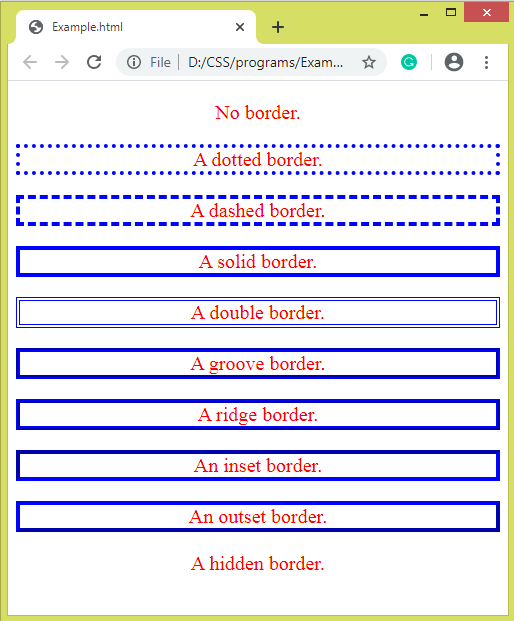 Example.html
File
D:/CSS/programs/Exam...
No border.
A dotted border.
A dashed border.
A solid border.
A double border.
A groove border.
A ridge border.
An inset border.
An outset border.
A hidden border.